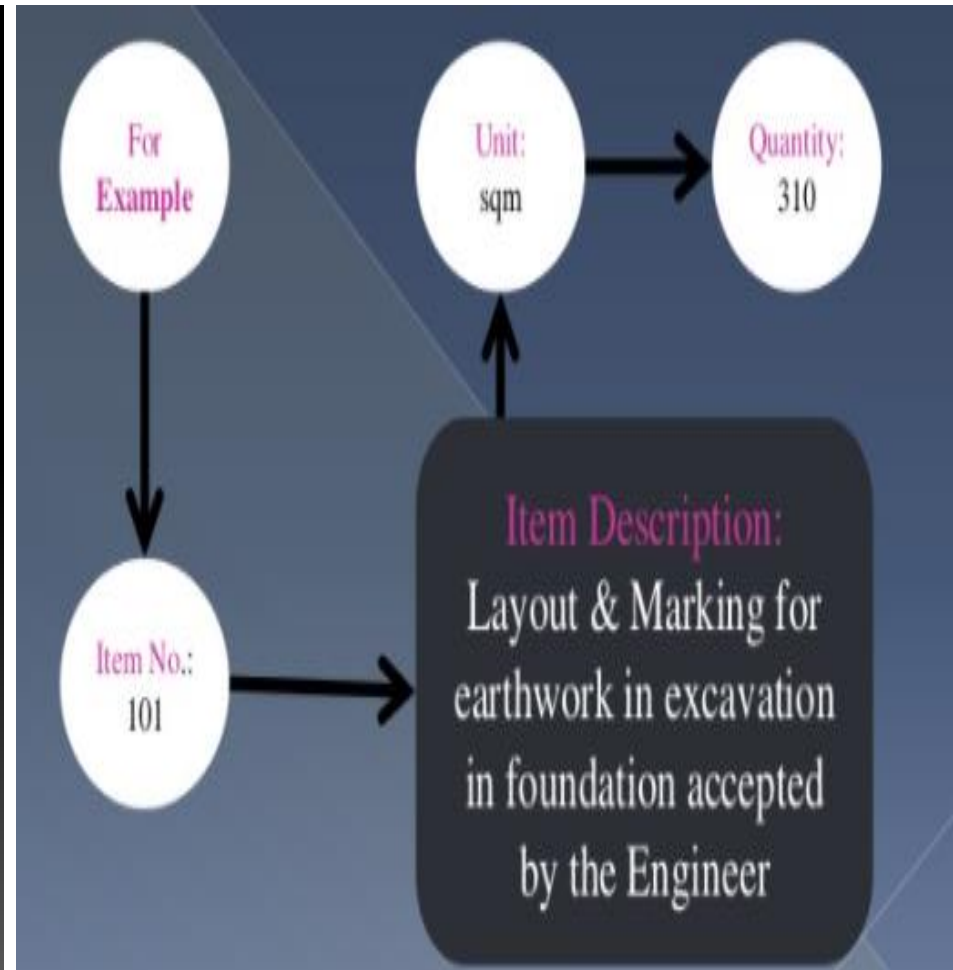 For
Example
Item No.:
101
Item Description:
Layout & Marking for
earthwork in excavation
in foundation accepted
by the Engineer
Unit:
sqm
Quantity:
310